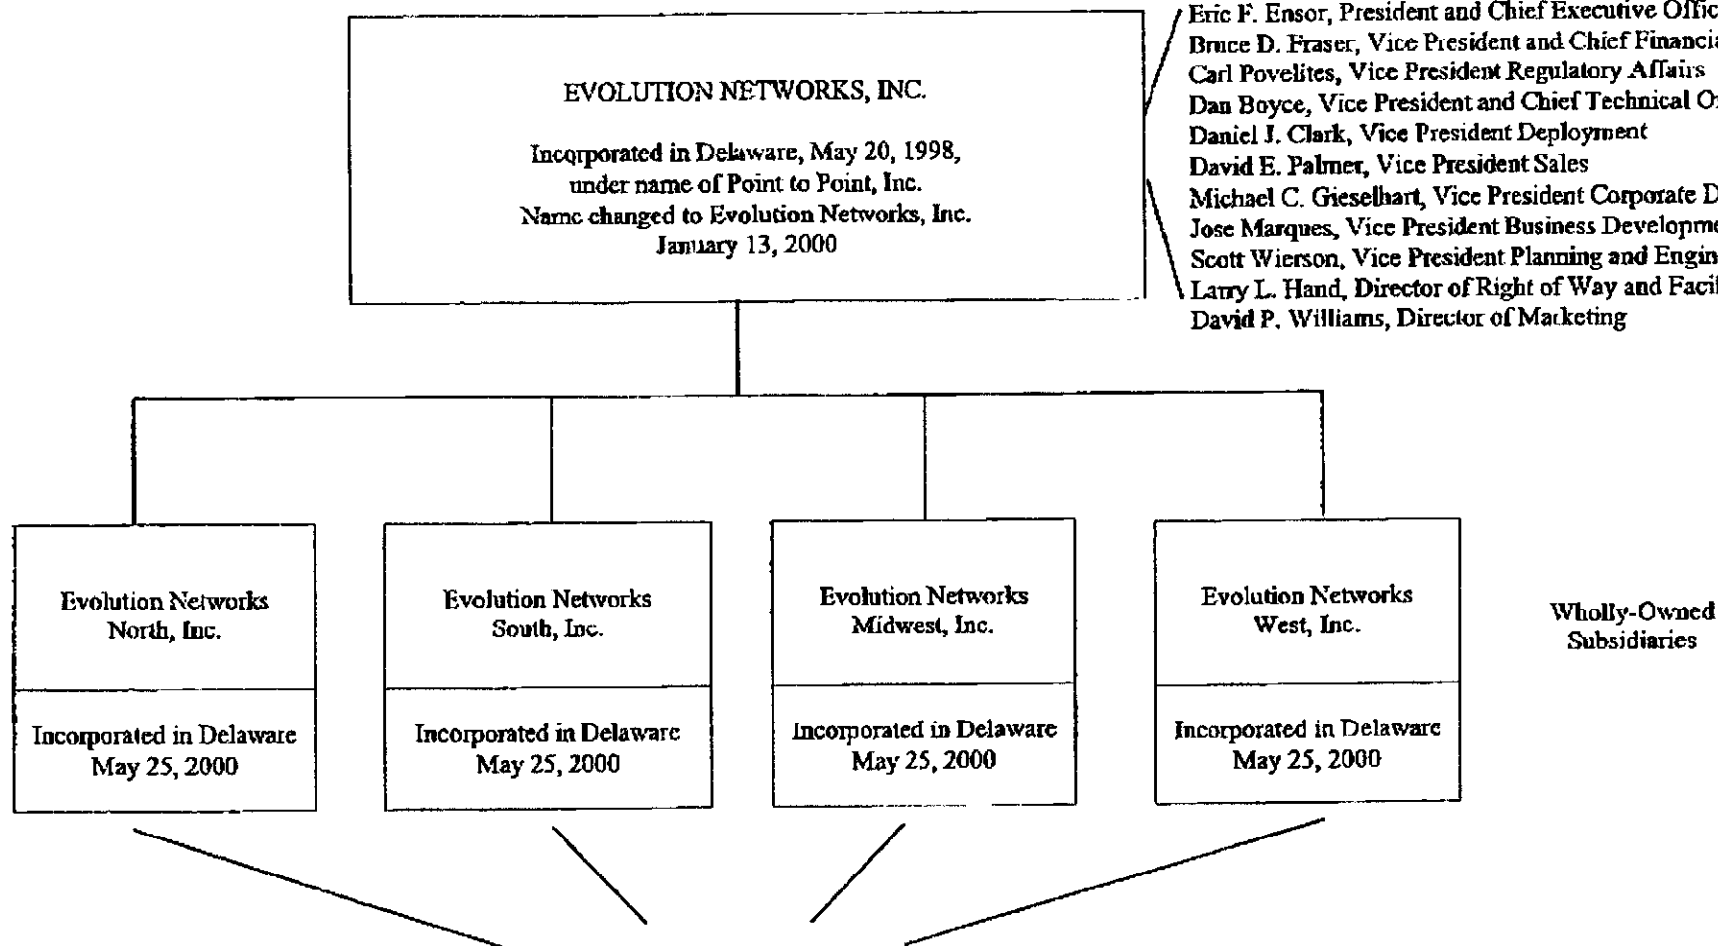 EVOLUTION NETWORKS, INC.
Incorporated in Delaware, May 20, 1998,
under name of Point to Point, Inc.
Name changed to Evolution Networks, Inc.
January 13, 2000
Eric F. Ensor, President and Chief Executive
Bruce D. Fraser, Vice President and Chief
Carl Povelites, Vice President Regulatory Affairs
Dan Boyce, Vice President and Chief Technical
Daniel J. Clark, Vice President Deployment
David E. Palmer, Vice President Sales
Michael C. Gieselhart, Vice President Corporate
Jose Marques, Vice President Business
Scott Wierson, Vice President Planning and
Larry L. Hand, Director of Right of Way and
David P. Williams, Director of Marketing
Evolution Networks
North, Inc.
Incorporated in Delaware
May 25, 2000
Evolution Networks
South, Inc.
Incorporated in Delaware
May 25, 2000
Evolution Networks
Midwest, Inc.
Incorporated in Delaware
May 25, 2000
Evolution Networks
West, Inc.
Incorporated in Delaware
May 25, 2000
Wholly-Owned
Subsidiaries